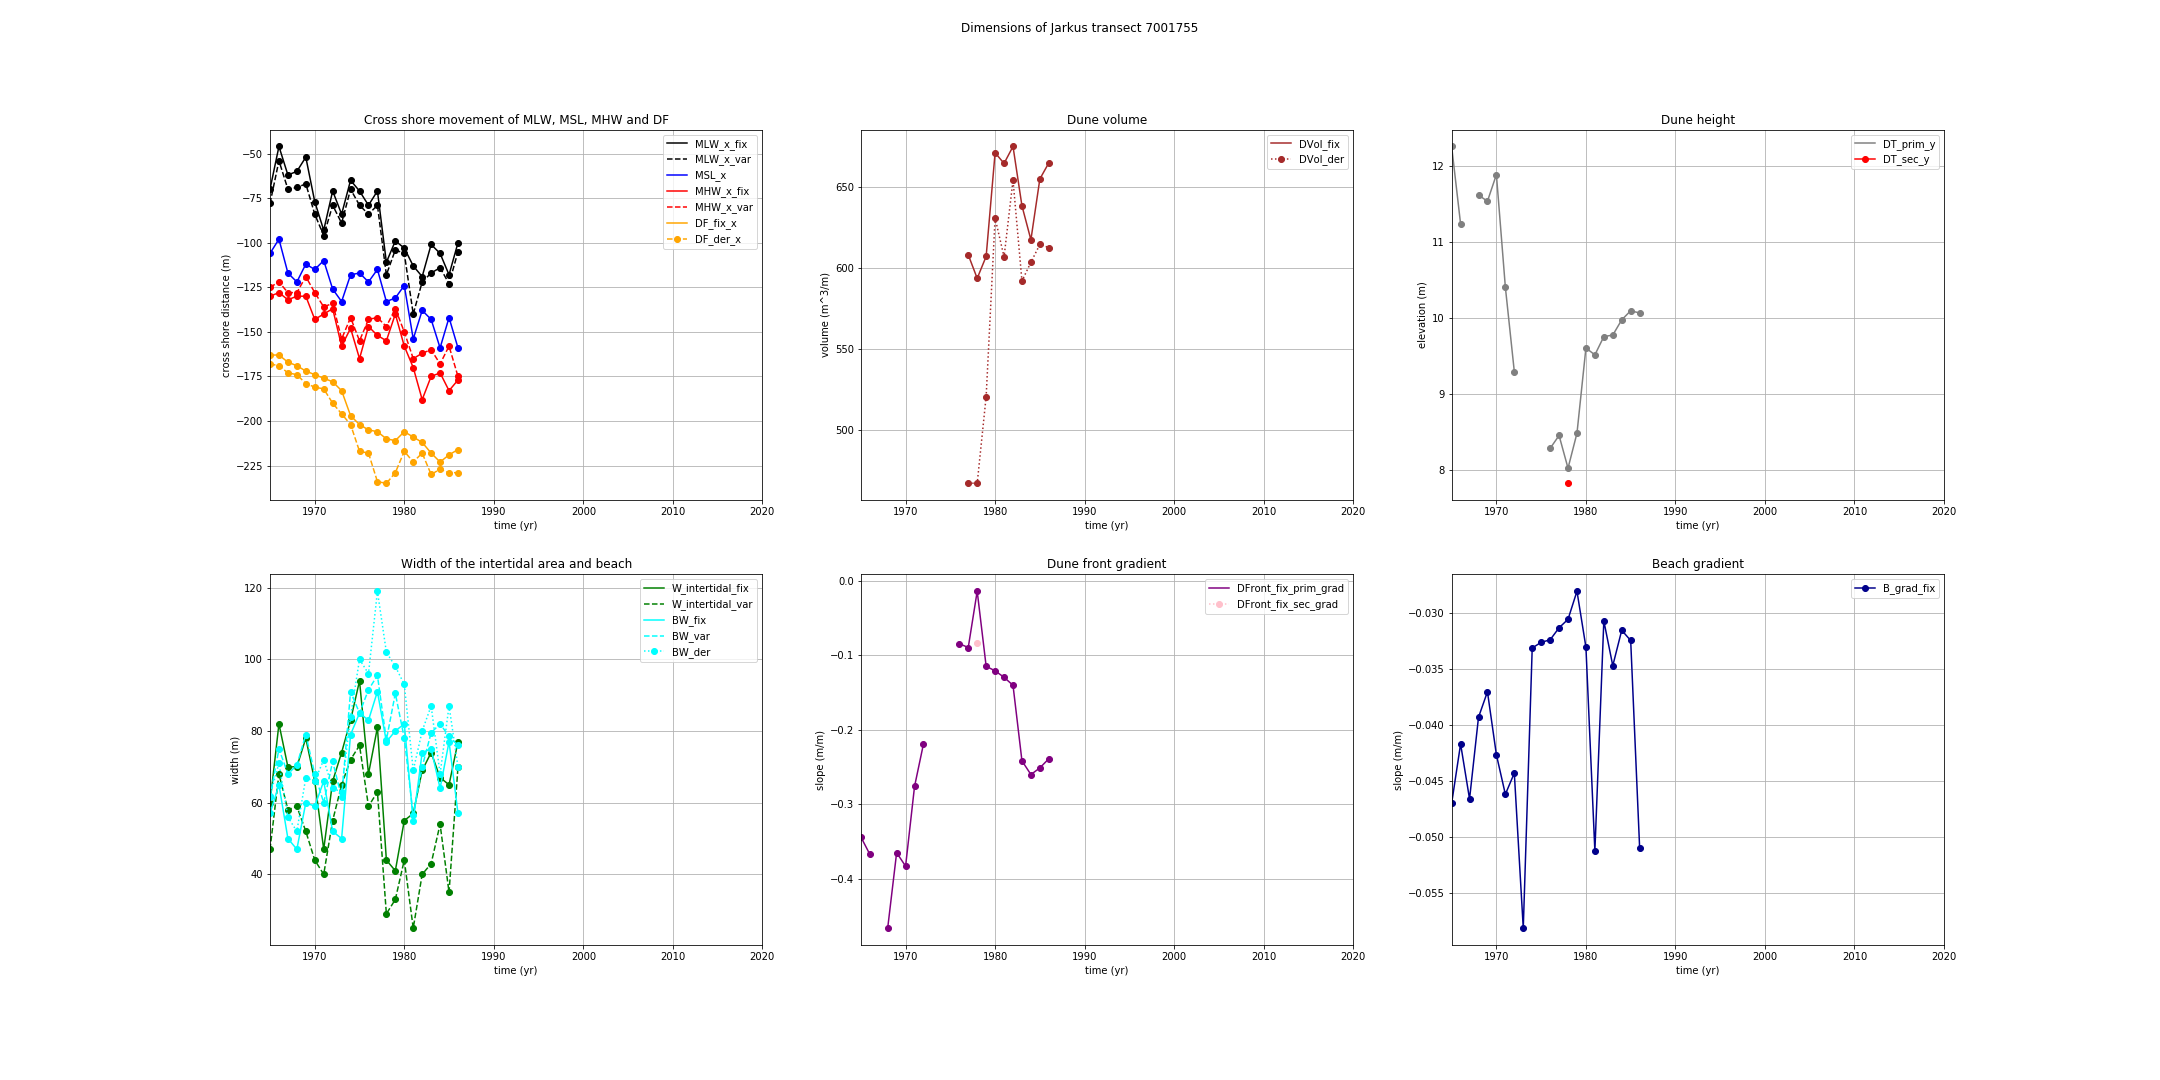 Dimensions of Jarkus transect 7001755
Cross shore movement of MLW, MSL, MHW and DF
MLW_x_fix
MLW_x_var
MSL_x
MHW_x_fix
MHW_x_var
DF_fix_x
DF_der_x
cross shore distance (m)
−50
−75
−100
−125
−150
−175
−200
−225
1970 1980 1990 2000 2010 2020
time (yr)
Dune volume
DVol_fix
DVol_der
volume (m^3/m)
650
600
550
500
1970 1980 1990 2000 2010 2020
time (yr)
Dune height
DT_prim_y
DT_sec_y
elevation (m)
12
11
10
9
8
1970 1980 1990 2000 2010 2020
time (yr)
Width of the intertidal area and beach
W_intertidal_fix
W_intertidal_var
BW_fix
BW_var
BW_der
width (m)
120
100
80
60
40
1970 1980 1990 2000 2010 2020
time (yr)
Dune front gradient
DFront_fix_prim_grad
DFront_fix_sec_grad
slope (m/m)
0.0
−0.1
−0.2
−0.3
−0.4
1970 1980 1990 2000 2010 2020
time (yr)
Beach gradient
B_grad_fix
slope (m/m)
−0.030
−0.035
−0.040
−0.045
−0.050
−0.055
1970 1980 1990 2000 2010 2020
time (yr)